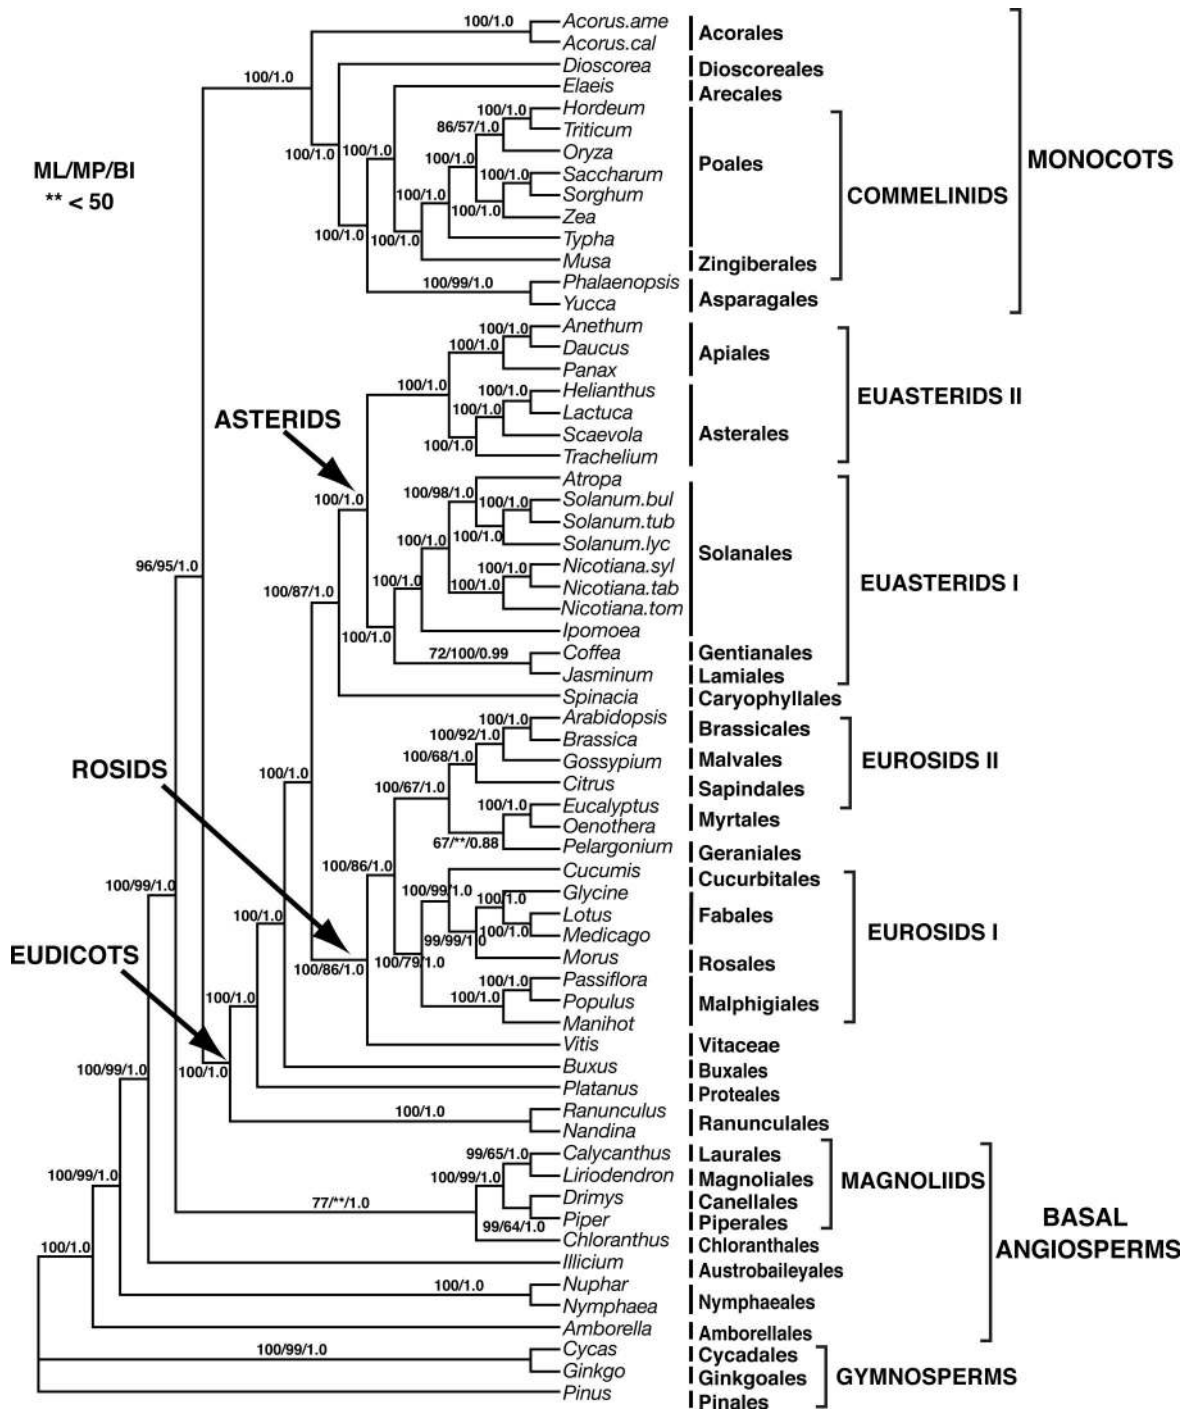 100/1.0
Acorus.ame
Acorus.cal
Acorales
MONOCOTS
100/1.0
Dioscorea
Dioscoreales
Elaeis
Arecales
100/1.0
Hordeum
86/57/1.0
Triticum
Oryza
100/1.0
100/1.0
100/1.0
100/1.0
Saccharum
Sorghum
Poales
COMMELINIDS
ML/MP/BI
** < 50
100/1.0
100/1.0
Zea
100/1.0
100/1.0
Typha
Musa
Zingiberales
100/99/1.0
Phalaenopsis
Yucca
Asparagales
100/1.0
Anethum
100/1.0
Daucus
Panax
Apiales
EUASTERIDS II
100/1.0
100/1.0
Helianthus
100/1.0
Lactuca
Scaevola
100/1.0
Trachelium
Asterales
ASTERIDS
100/98/1.0
Atropa
100/1.0
100/1.0
Solanum.bul
Solanum.tub
100/1.0
100/1.0
Solanum.lyc
Solanales
EUASTERIDS I
96/95/1.0
100/1.0
100/1.0
100/1.0
Nicotiana.syl
Nicotiana.tab
100/87/1.0
Nicotiana.tom
100/1.0
Ipomoea
72/100/0.99
Coffea
Gentianales
Jasminum
Lamiales
Spinacia
Caryophyllales
100/1.0
Arabidopsis
100/92/1.0
Brassica
Brassicales
EUROSIDS II
100/68/1.0
Gossypium
Malvales
ROSIDS
100/1.0
100/67/1.0
Citrus
Sapindales
100/1.0
Eucalyptus
Oenothera
Myrtales
67/**/0.88
Pelargonium
Geraniales
100/86/1.0
Cucumis
Cucurbitales
100/99/1.0
100/99/1.0
100/1.0
Glycine
100/1.0
Lotus
Fabales
EUROSIDS I
100/1.0
99/99/1.0
Medicago
EUDICOTS
100/86/1.0
100/79/1.0
Morus
Rosales
100/1.0
100/1.0
100/1.0
Passiflora
Populus
Malphigiales
Manihot
Vitis
Vitaceae
100/99/1.0
100/1.0
Buxus
Buxales
Platanus
Proteales
100/1.0
Ranunculus
Nandina
Ranunculales
99/65/1.0
Calycanthus
Laurales
100/99/1.0
100/99/1.0
Liriodendron
Magnoliales
MAGNOLIIDS
77/**/1.0
Drimys
Canellales
99/64/1.0
Piper
Piperales
BASAL
ANGIOSPERMS
100/1.0
Chloranthus
Chloranthales
Illicium
Austrobaileyales
100/1.0
Nuphar
Nymphaea
Nymphaeales
Amborella
Amborellales
100/99/1.0
Cycas
Cycadales
Ginkgo
Ginkgoales
GYMNOSPERMS
Pinus
Pinales